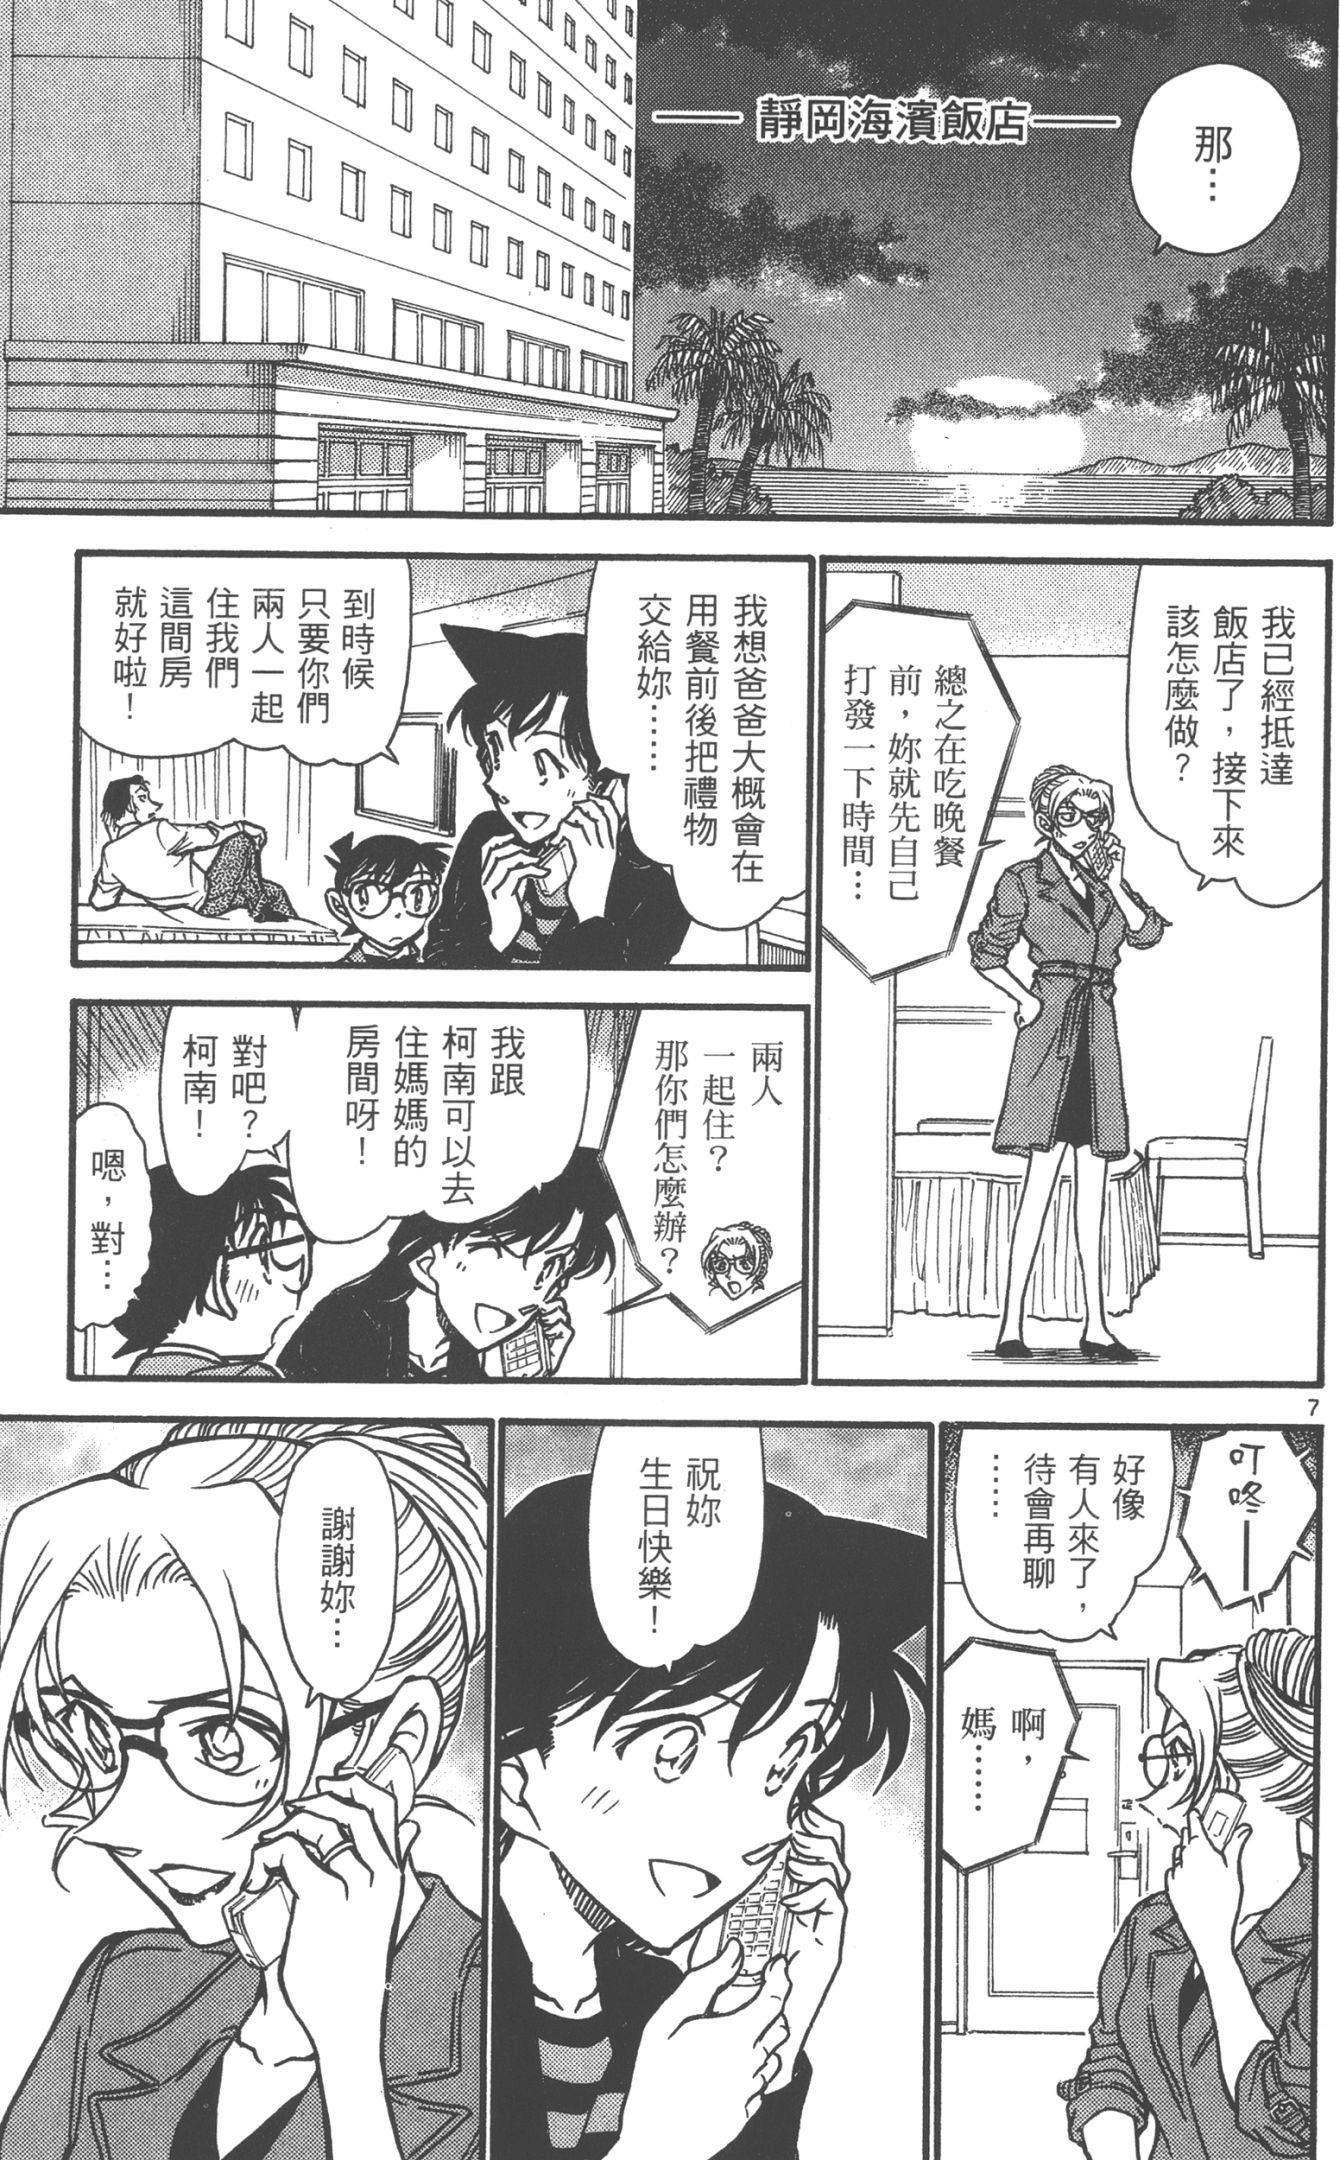 靜岡海濱飯店
那…
我已經抵達
飯店了，接下來
該怎麼做？
總之在吃晚餐
前，妳就先自己
打發一下時間…
我想爸爸大概會在
用餐前後把禮物
交給妳……
到時候
只要你們
兩人一起
住我們
這間房
就好啦！
兩人
一起住？
那你們怎麼辦？
我跟
柯南可以去
住媽媽的
房間呀！
對吧？
柯南！
嗯，對…
7
叮咚—
好像
有人來了，
待會再聊
……
啊，
媽……
祝妳
生日快樂！
謝謝妳…